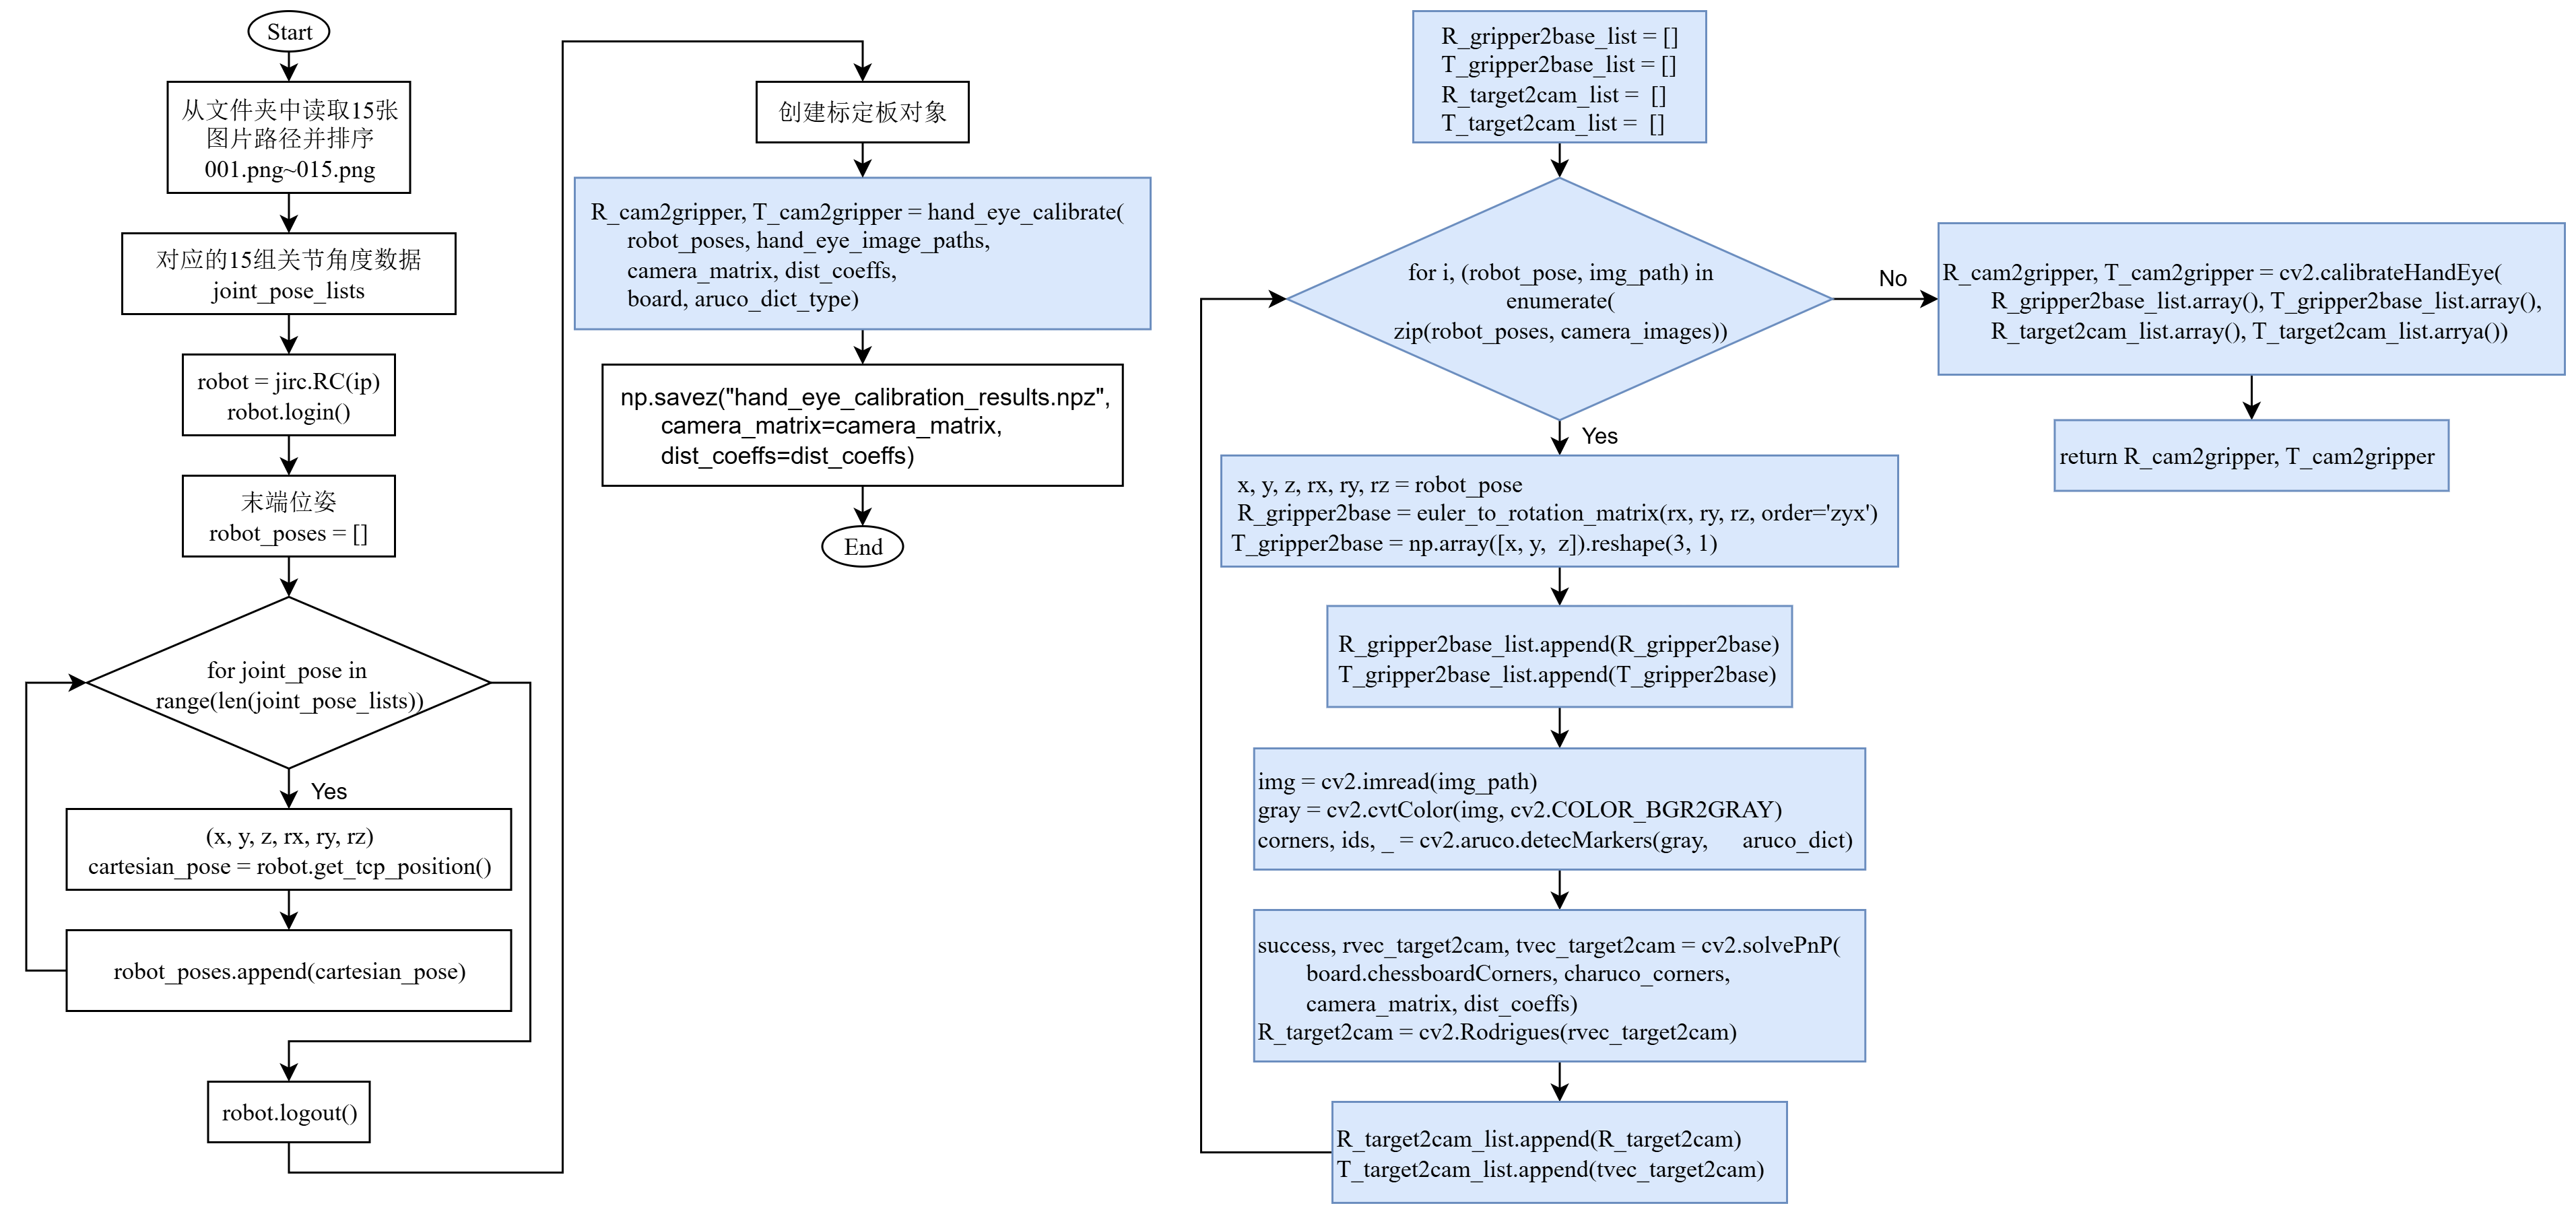 Start
从文件夹中读取15张
图片路径并排序
001.png~015.png
对应的15组关节角度数据
joint_pose_lists
robot = jirc.RC(ip)
robot.login()
末端位姿
robot_poses = []
for joint_pose in
range(len(joint_pose_lists))
Yes
(x, y, z, rx, ry, rz)
cartesian_pose = robot.get_tcp_position()
robot_poses.append(cartesian_pose)
robot.logout()
创建标定板对象
R_cam2gripper, T_cam2gripper = hand_eye_calibrate(
robot_poses, hand_eye_image_paths,
camera_matrix, dist_coeffs,
board, aruco_dict_type)
np.savez("hand_eye_calibration_results.npz",
camera_matrix=camera_matrix,
dist_coeffs=dist_coeffs)
End
R_gripper2base_list = []
T_gripper2base_list = []
R_target2cam_list = []
T_target2cam_list = []
for i, (robot_pose, img_path) in
enumerate(
zip(robot_poses, camera_images))
No
R_cam2gripper, T_cam2gripper = cv2.calibrateHandEye(
R_gripper2base_list.array(), T_gripper2base_list.array(),
R_target2cam_list.array(), T_target2cam_list.arrya())
return R_cam2gripper, T_cam2gripper
Yes
x, y, z, rx, ry, rz = robot_pose
R_gripper2base = euler_to_rotation_matrix(rx, ry, rz, order='zyx')
T_gripper2base = np.array([x, y, z]).reshape(3, 1)
R_gripper2base_list.append(R_gripper2base)
T_gripper2base_list.append(T_gripper2base)
img = cv2.imread(img_path)
gray = cv2.cvtColor(img, cv2.COLOR_BGR2GRAY)
corners, ids, _ = cv2.aruco.detecMarkers(gray, aruco_dict)
success, rvec_target2cam, tvec_target2cam = cv2.solvePnP(
board.chessboardCorners, charuco_corners,
camera_matrix, dist_coeffs)
R_target2cam = cv2.Rodrigues(rvec_target2cam)
R_target2cam_list.append(R_target2cam)
T_target2cam_list.append(tvec_target2cam)